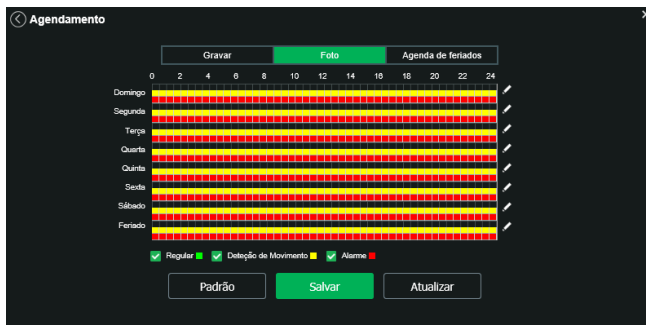 Agendamento
Gravar Foto Agenda de feriados
0 2 4 6 8 10 12 14 16 18 20 22 24
Domingo
Segunda
Terça
Quarta
Quinta
Sexta
Sábado
Feriado
Regular Deteção de Movimento Alarme
Padrão Salvar Atualizar